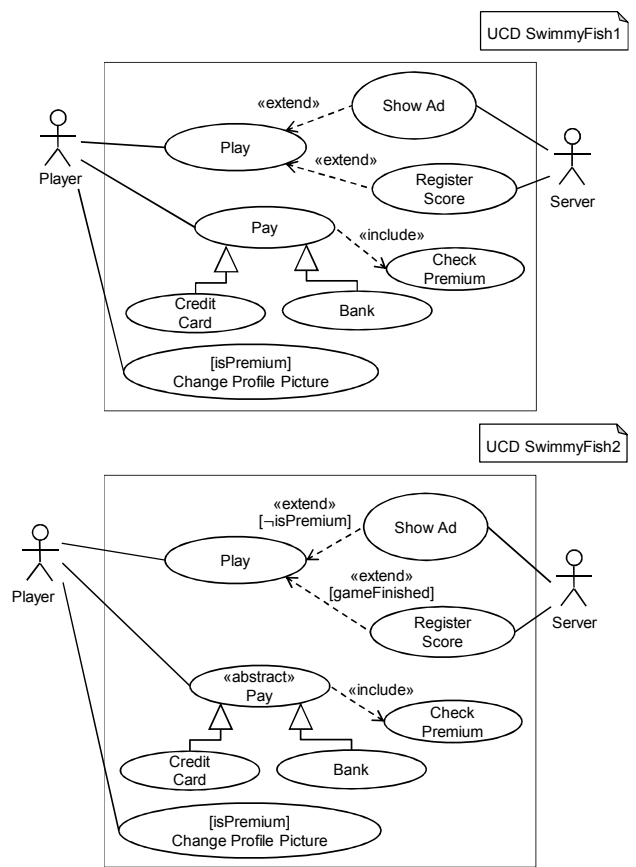 UCD SwimmyFish1
«extend»
Show Ad
Player
Play
«extend»
Register
Score
Server
Pay
«include»
Check
Premium
Credit
Card
Bank
[isPremium]
Change Profile Picture
UCD SwimmyFish2
«extend»
[¬isPremium]
Show Ad
Player
Play
«extend»
[gameFinished]
Register
Score
Server
«abstract»
Pay
«include»
Check
Premium
Credit
Card
Bank
[isPremium]
Change Profile Picture